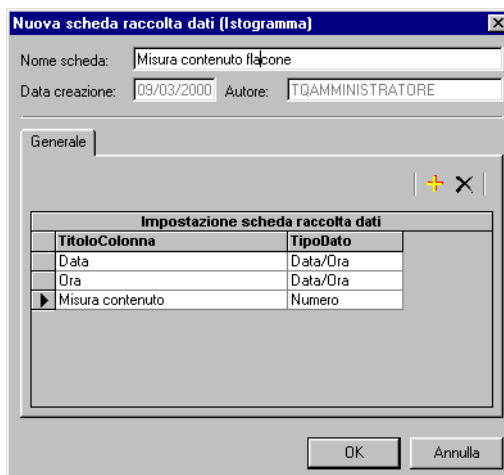 Nuova scheda raccolta dati (Istogramma)
Nome scheda: Misura contenuto flacone
Data creazione: 09/03/2000 Autore: TQAMMINISTRATORE
Generale
Impostazione scheda raccolta dati
TitoloColonna TipoDato
Data Data/Ora
Ora Data/Ora
Misura contenuto Numero
OK Annulla